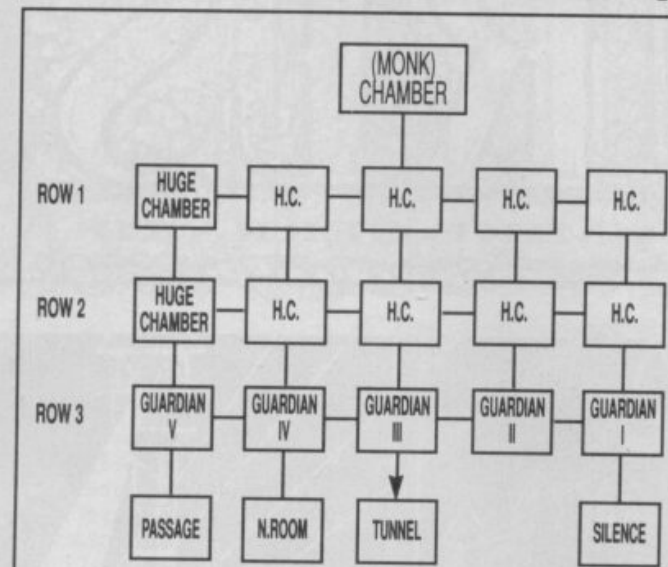 (MONK)
CHAMBER
ROW 1
HUGE
CHAMBER
H.C.
H.C.
H.C.
H.C.
ROW 2
HUGE
CHAMBER
H.C.
H.C.
H.C.
H.C.
ROW 3
GUARDIAN
V
GUARDIAN
IV
GUARDIAN
III
GUARDIAN
II
GUARDIAN
I
PASSAGE
N.ROOM
TUNNEL
SILENCE